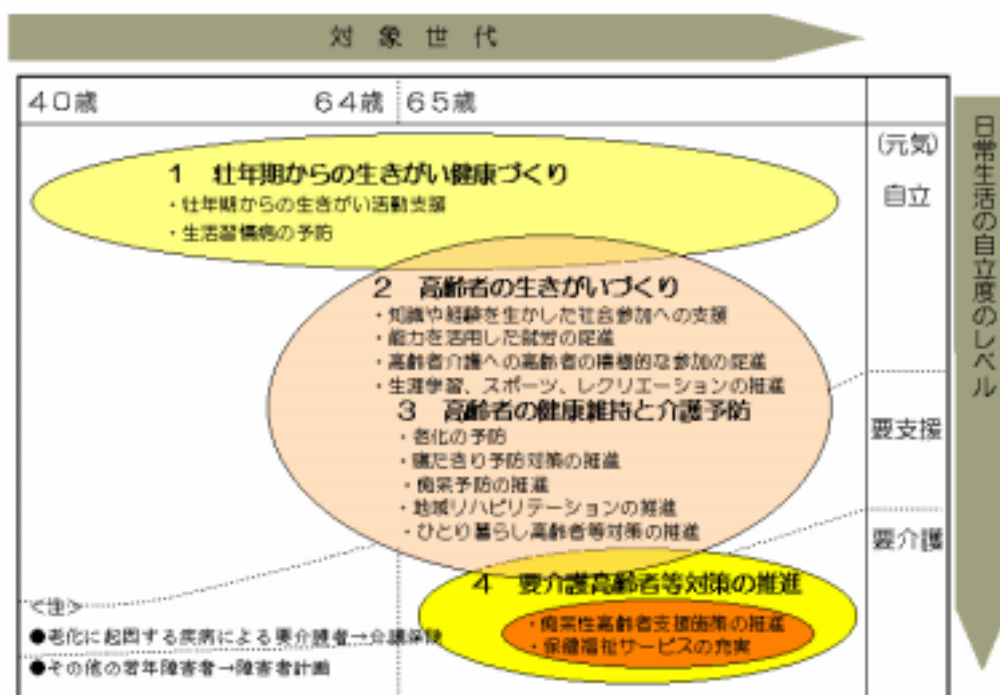 対象世代
40歳 64歳 65歳
(元気)
自立
1 壮年期からの生きがい健康づくり
・壮年期からの生きがい活動支援
・生活習慣病の予防
2 高齢者の生きがいづくり
・知識や経験を生かした社会参加への支援
・能力を活用した就労の促進
・高齢者介護への高齢者の積極的な参加の促進
・生涯学習、スポーツ、レクリエーションの推進
3 高齢者の健康維持と介護予防
・老化の予防
・寝たきり予防対策の推進
・痴呆予防の推進
・地域リハビリテーションの推進
・ひとり暮らし高齢者等対策の推進
要支援
要介護
4 要介護高齢者等対策の推進
・痴呆性高齢者支援施策の推進
・保健福祉サービスの充実
<注>
●老化に起因する疾病による要介護者→介護保険
●その他の若年障害者→障害者計画
日常生活の自立度のレベル